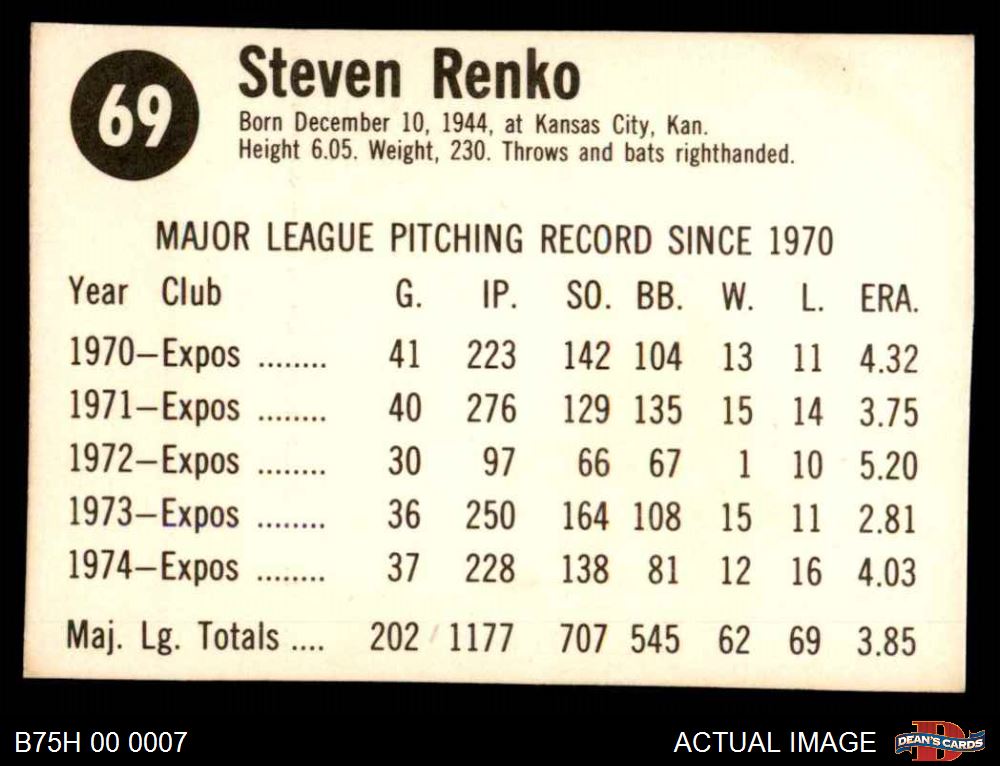 69
Steven Renko
Born December 10, 1944, at Kansas City, Kan.
Height 6.05. Weight, 230. Throws and bats righthanded.
MAJOR LEAGUE PITCHING RECORD SINCE 1970
Year Club G. IP. SO. BB. W. L. ERA.
1970—Expos ........ 41 223 142 104 13 11 4.32
1971—Expos ........ 40 276 129 135 15 14 3.75
1972—Expos ........ 30 97 66 67 1 10 5.20
1973—Expos ........ 36 250 164 108 15 11 2.81
1974—Expos ........ 37 228 138 81 12 16 4.03
Maj. Lg. Totals .... 202 1177 707 545 62 69 3.85
B75H 00 0007 ACTUAL IMAGE DEAN'S CARDS